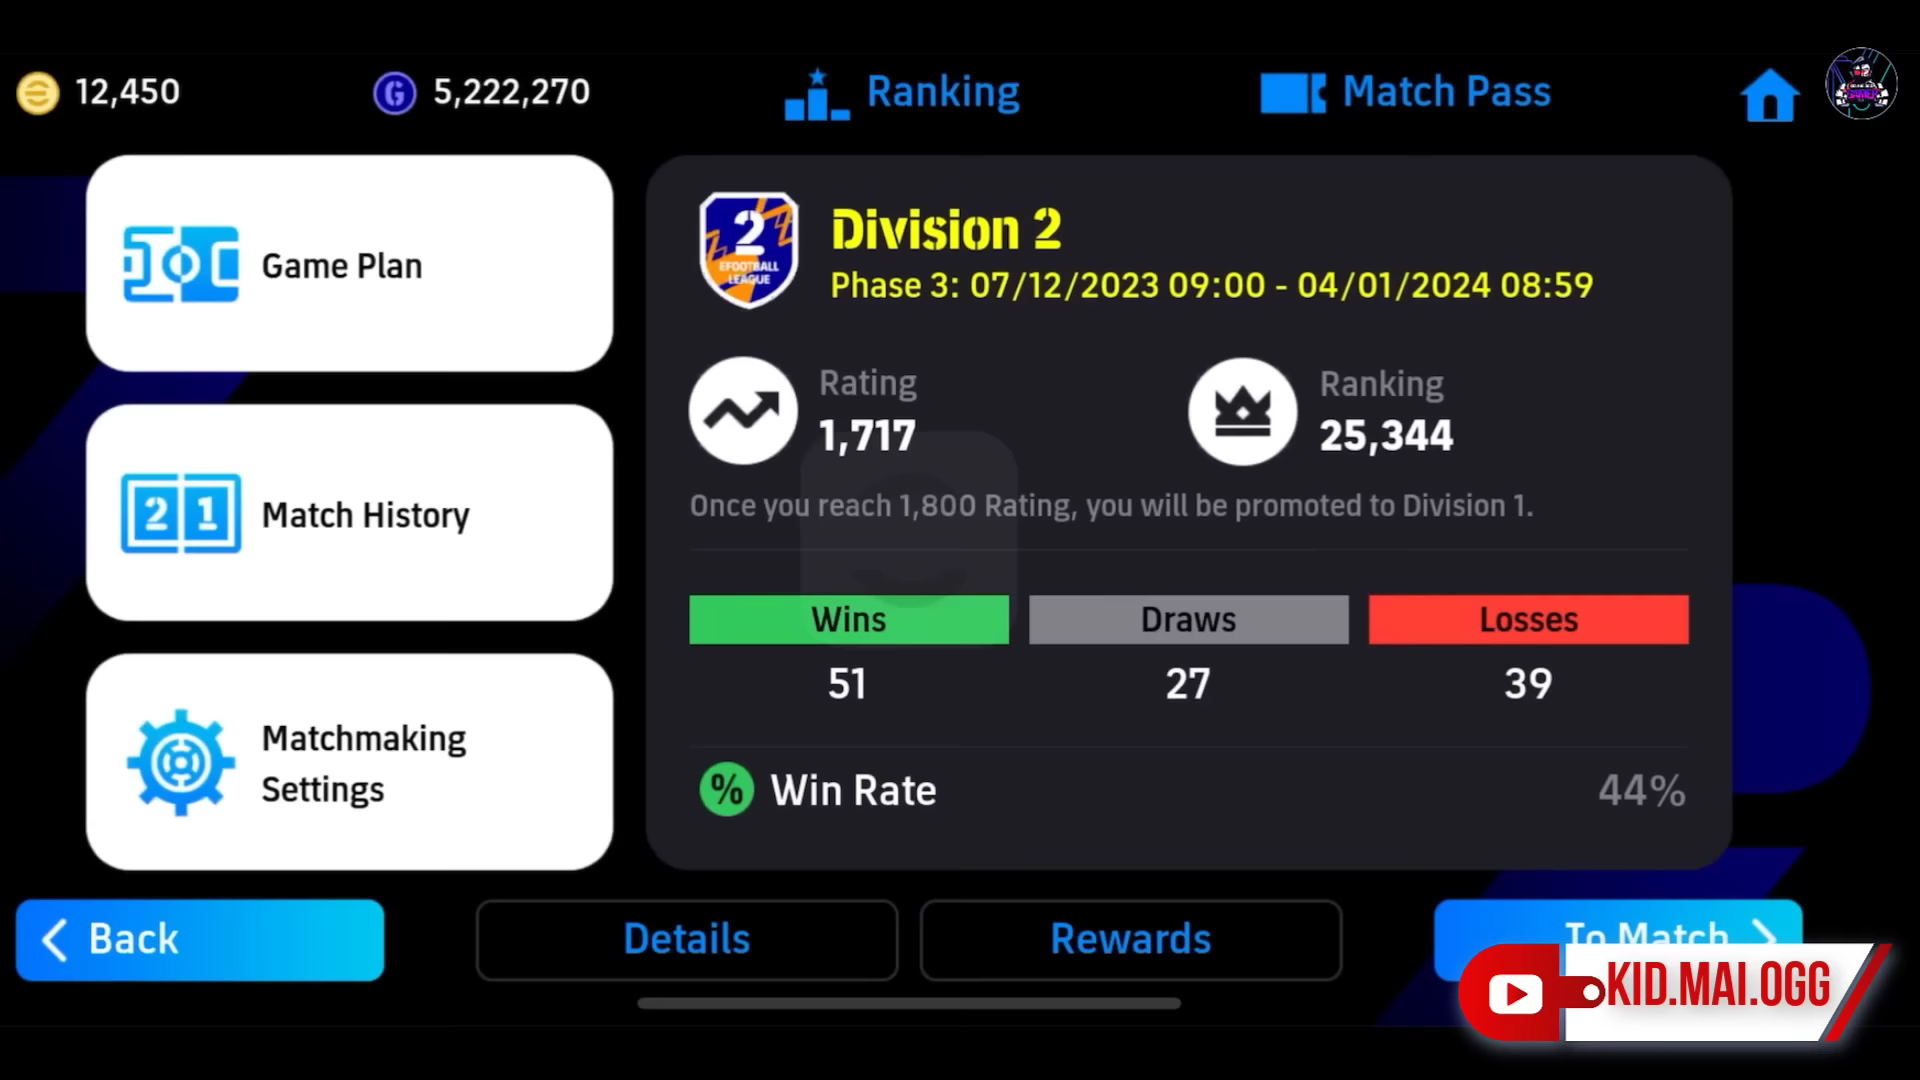 12,450
5,222,270
Ranking
Match Pass
Game Plan
2 1
Match History
Matchmaking
Settings
2
EFOOTBALL
LEAGUE
Division 2
Phase 3: 07/12/2023 09:00 - 04/01/2024 08:59
Rating
1,717
Ranking
25,344
Once you reach 1,800 Rating, you will be promoted to Division 1.
Wins
Draws
Losses
51
27
39
% Win Rate
44%
Back
Details
Rewards
To Match
KID.MAI.OGG